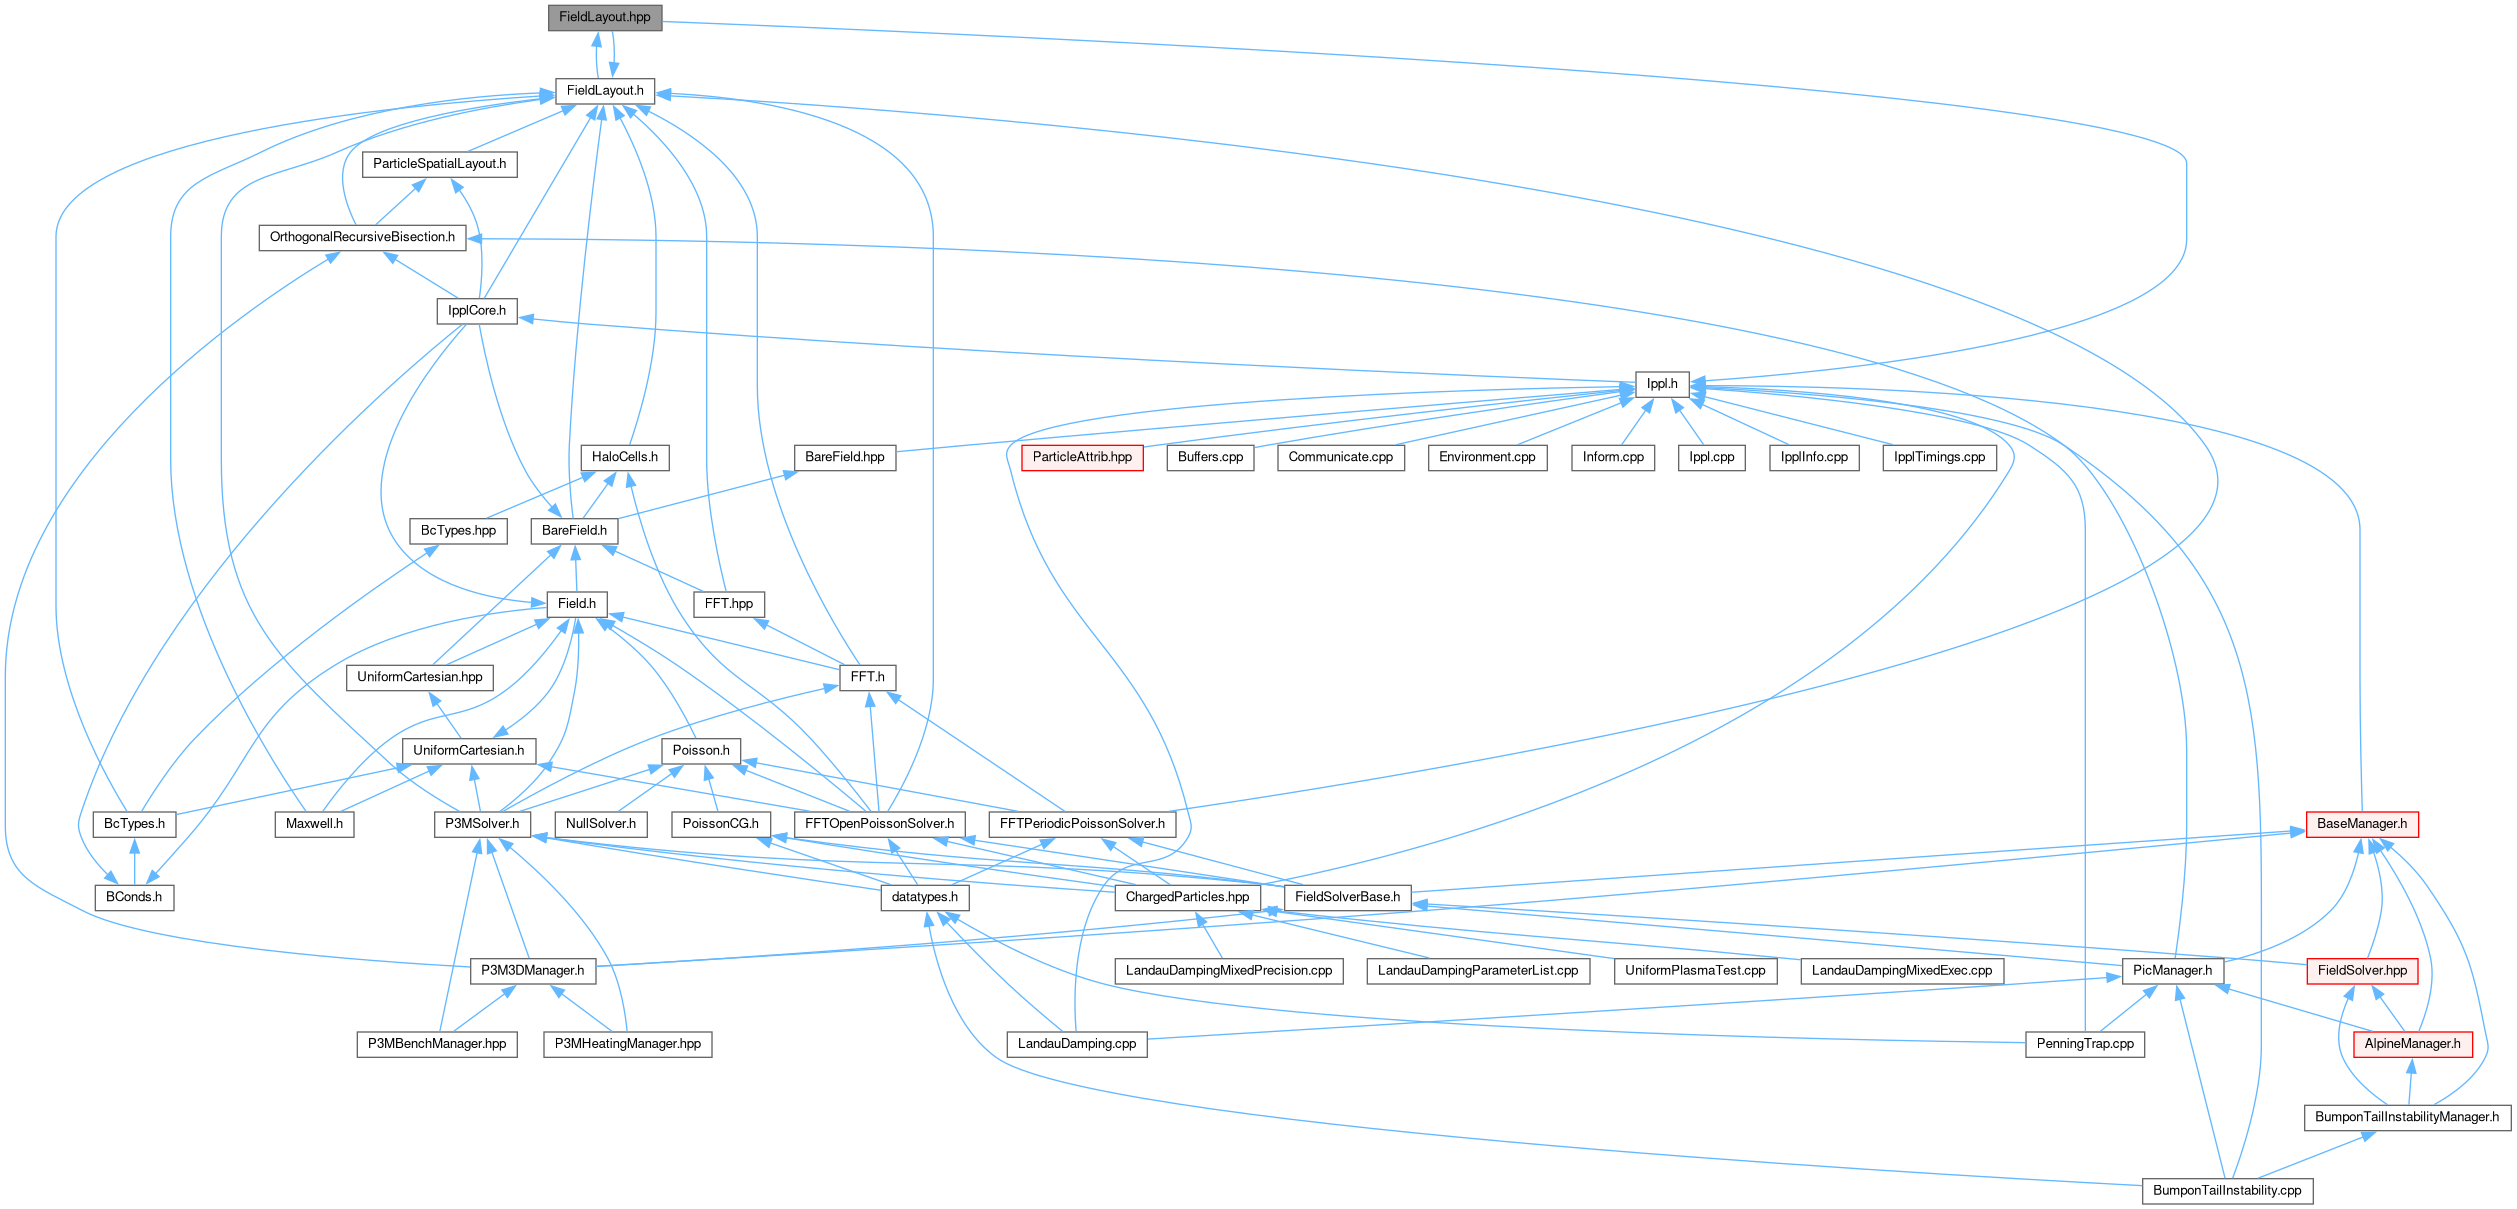 FieldLayout.hpp
FieldLayout.h
ParticleSpatialLayout.h
OrthogonalRecursiveBisection.h
IpplCore.h
Ippl.h
HaloCells.h
BareField.hpp
ParticleAttrib.hpp
Buffers.cpp
Communicate.cpp
Environment.cpp
Inform.cpp
Ippl.cpp
IpplInfo.cpp
IpplTimings.cpp
BcTypes.hpp
BareField.h
Field.h
FFT.hpp
UniformCartesian.hpp
FFT.h
UniformCartesian.h
Poisson.h
BcTypes.h
Maxwell.h
P3MSolver.h
NullSolver.h
PoissonCG.h
FFTOpenPoissonSolver.h
FFTPeriodicPoissonSolver.h
BaseManager.h
BConds.h
datatypes.h
ChargedParticles.hpp
FieldSolverBase.h
P3M3DManager.h
LandauDampingMixedPrecision.cpp
LandauDampingParameterList.cpp
UniformPlasmaTest.cpp
LandauDampingMixedExec.cpp
PicManager.h
FieldSolver.hpp
P3MBenchManager.hpp
P3MHeatingManager.hpp
LandauDamping.cpp
PenningTrap.cpp
AlpineManager.h
BumponTailInstabilityManager.h
BumponTailInstability.cpp